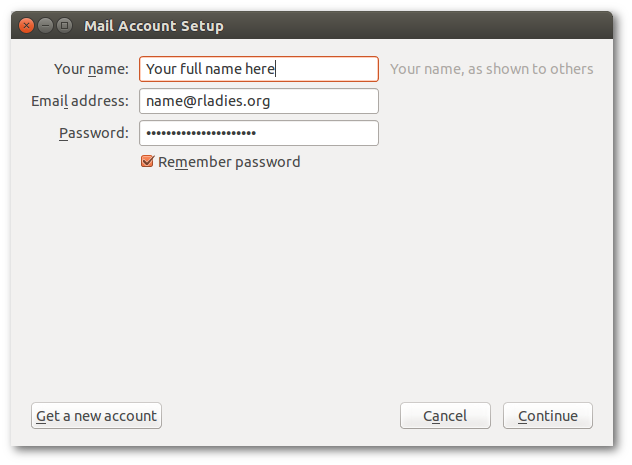 Mail Account Setup
Your name: Your full name here Your name, as shown to others
Email address: name@rladies.org
Password: ••••••••••••••••••••••
Remember password
Get a new account Cancel Continue